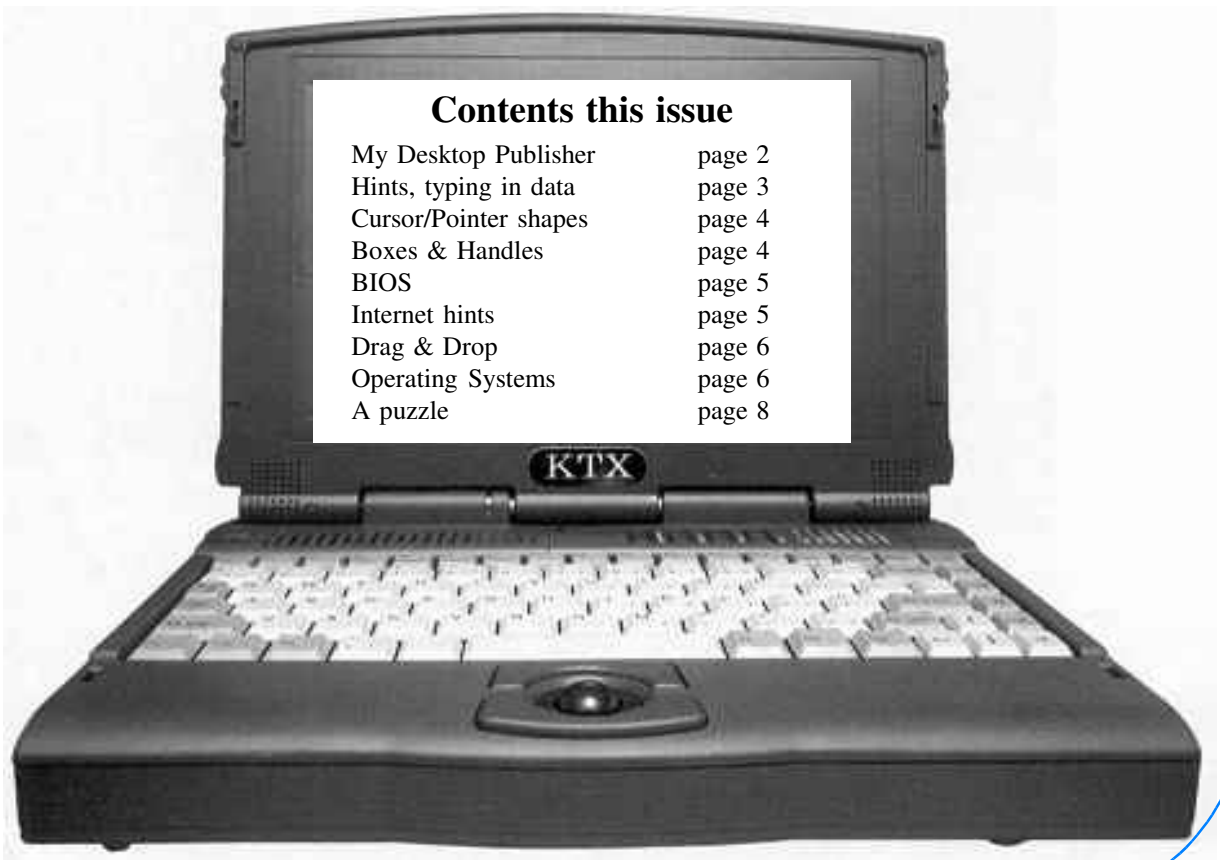 Contents this issue
My Desktop Publisher page 2
Hints, typing in data page 3
Cursor/Pointer shapes page 4
Boxes & Handles page 4
BIOS page 5
Internet hints page 5
Drag & Drop page 6
Operating Systems page 6
A puzzle page 8
KTX